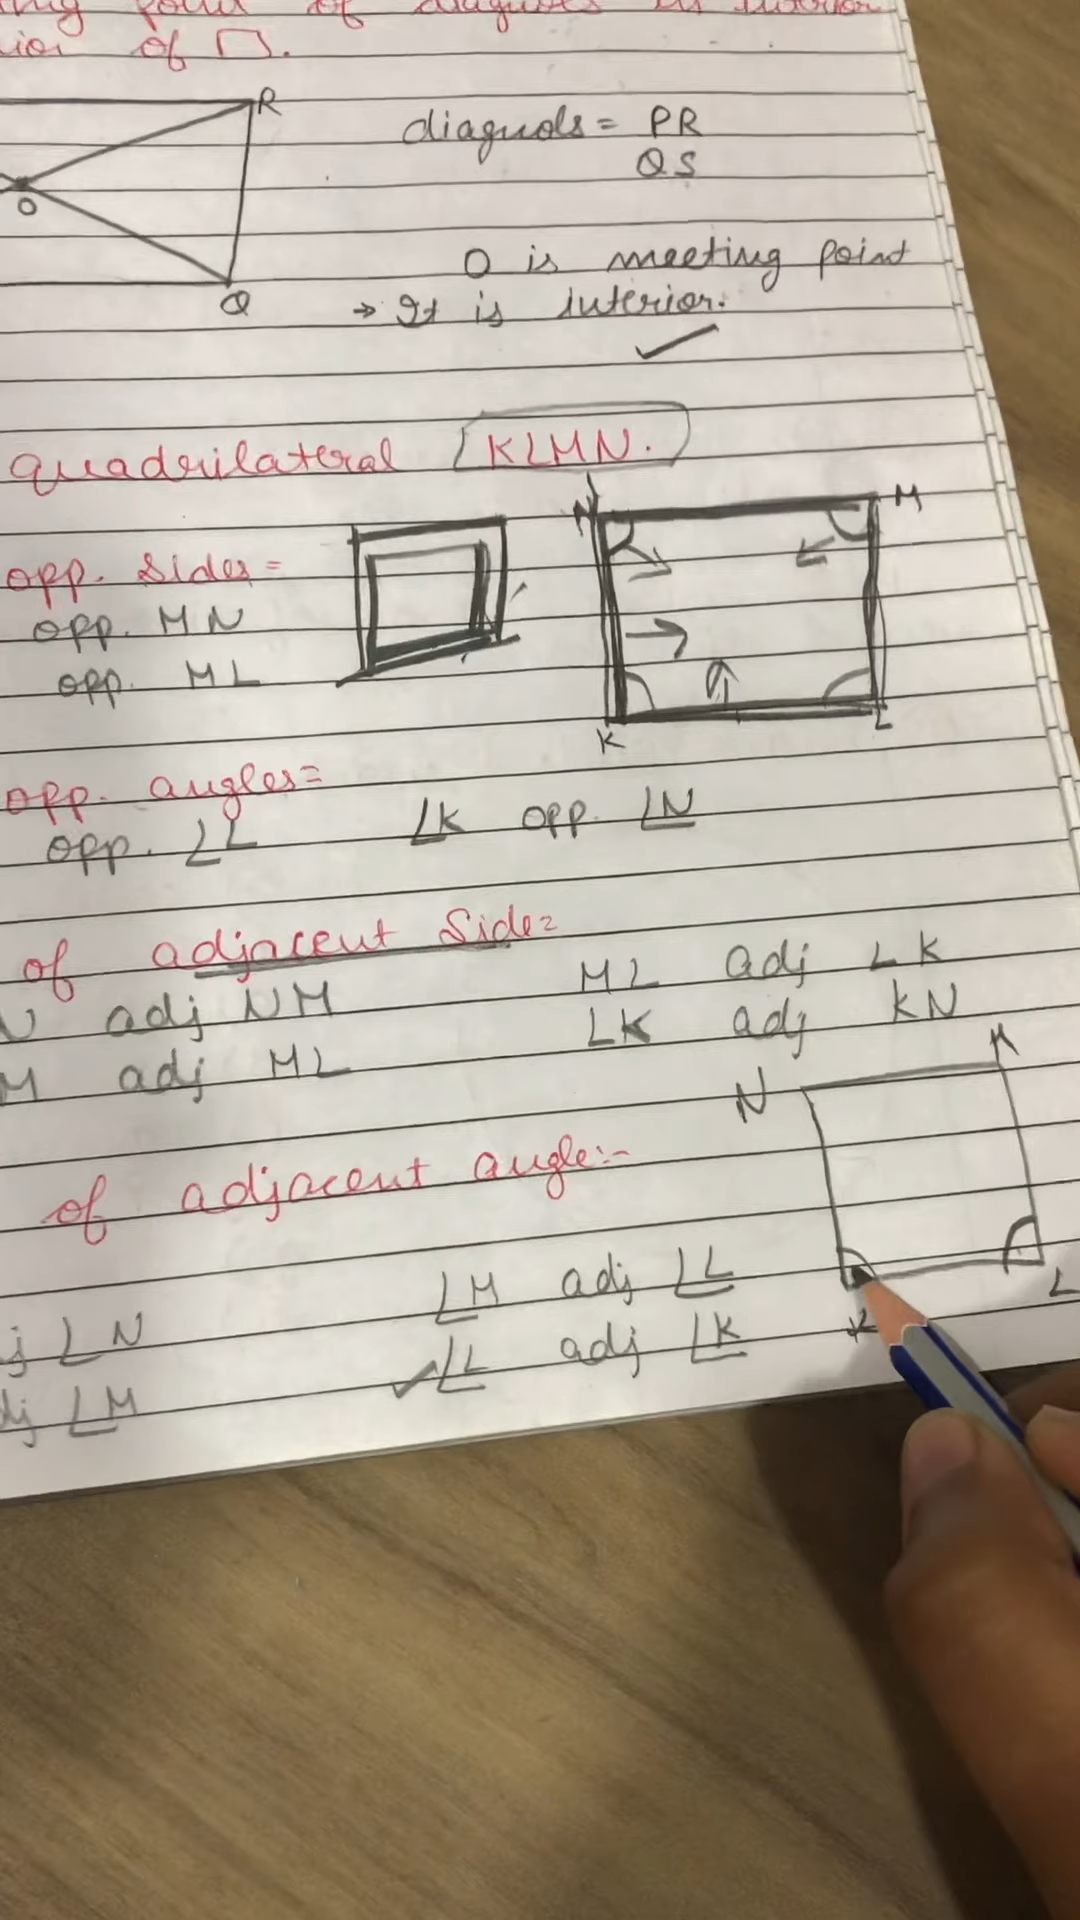 of
R
diaguols = PR
QS
O
O is meeting point
Q
→ It is interior.
quadrilateral KLMN.
N
M
opp. Sides =
opp. MN
opp. ML
K
L
opp. angles=
opp. ∠L
∠K opp. ∠N
of adjacent Side=
N adj NM
ML adj LK
M adj ML
LK adj KN
N
M
of adjacent angle:-
j ∠N
∠M adj ∠L
dj ∠M
∠L adj ∠K
K
L